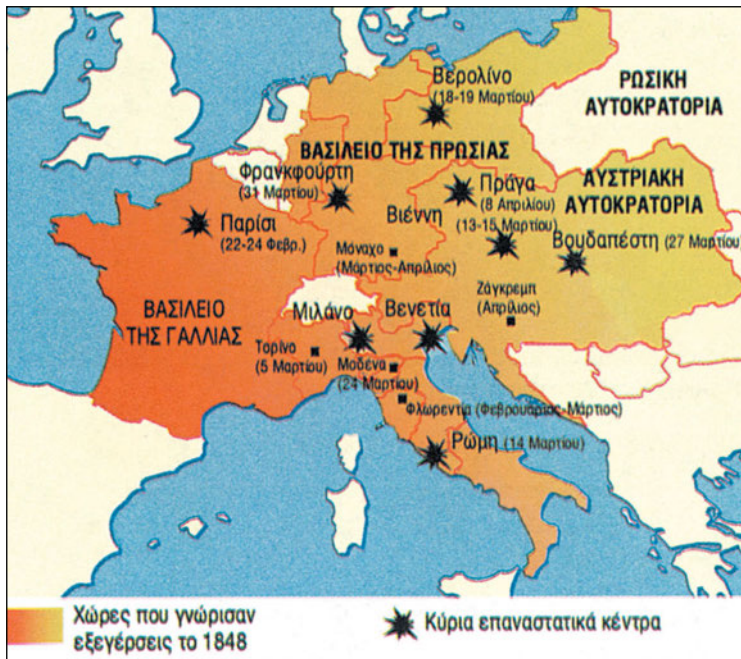 Βερολίνο
(18-19 Μαρτίου)
ΡΩΣΙΚΗ
ΑΥΤΟΚΡΑΤΟΡΙΑ
ΒΑΣΙΛΕΙΟ ΤΗΣ ΠΡΩΣΙΑΣ
Φρανκφούρτη
(31 Μαρτίου)
Πράγα
(8 Απριλίου)
ΑΥΣΤΡΙΑΚΗ
ΑΥΤΟΚΡΑΤΟΡΙΑ
Βιέννη
(13-15 Μαρτίου)
Παρίσι
(22-24 Φεβρ.)
Βουδαπέστη (27 Μαρτίου)
Μόναχο
(Μάρτιος-Απρίλιος)
Ζάγκρεμπ
(Απρίλιος)
ΒΑΣΙΛΕΙΟ
ΤΗΣ ΓΑΛΛΙΑΣ
Μιλάνο
Βενετία
Τορίνο
(5 Μαρτίου)
Μοδένα
(24 Μαρτίου)
Φλωρεντία (Φεβρουάριος-Μάρτιος)
Ρώμη (14 Μαρτίου)
Χώρες που γνώρισαν
εξεγέρσεις το 1848
Κύρια επαναστατικά κέντρα